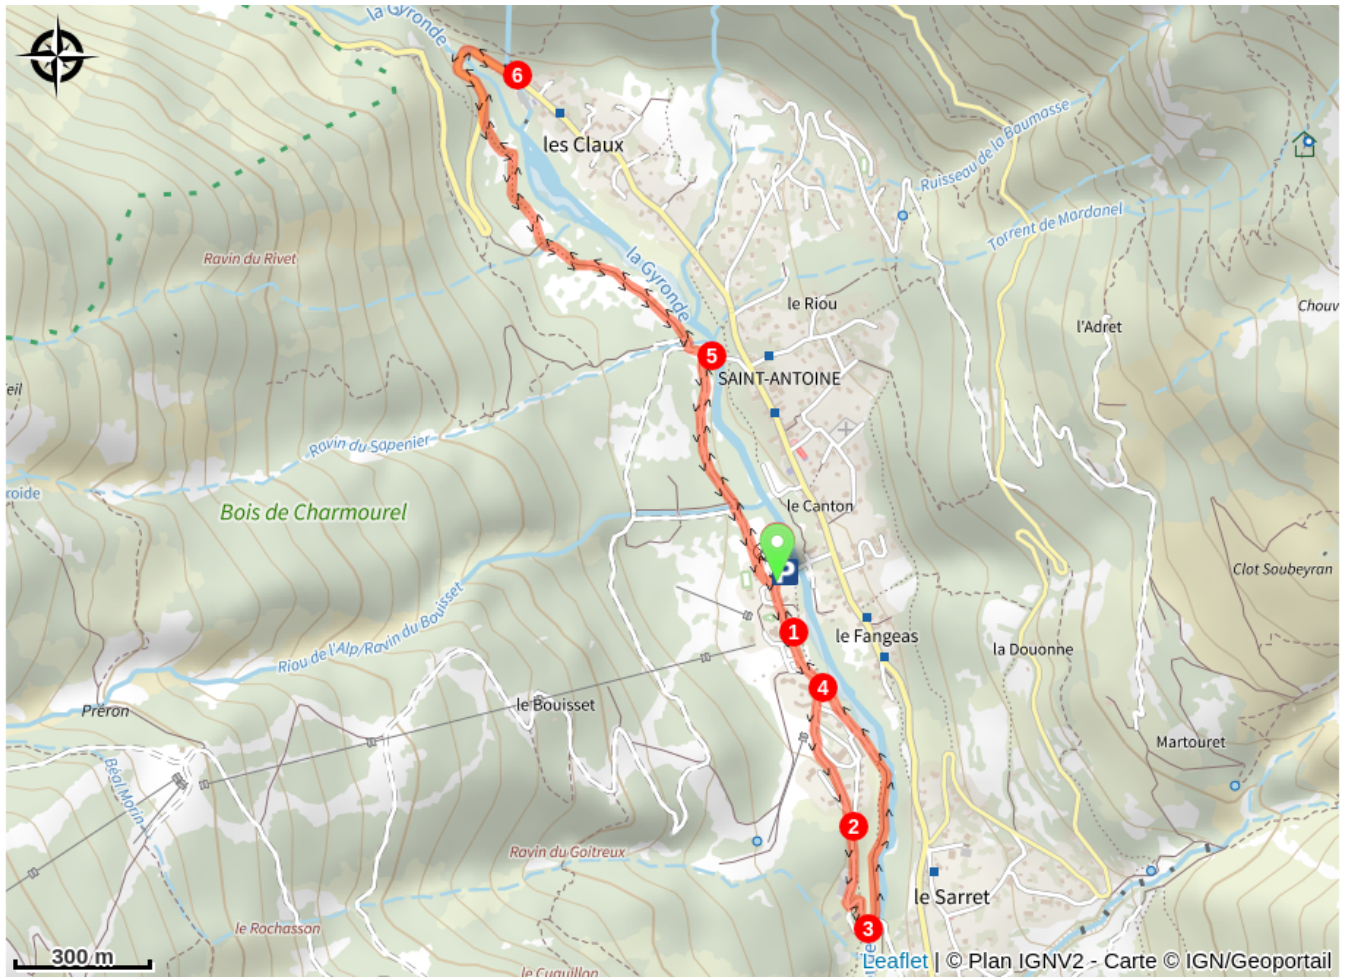 la Gyronde
6
les Claux
Ruisseau de la Baumasse
Torrent de Mordanel
Ravin du Rivet
la Gyronde
le Riou
Chouv
l'Adret
5
SAINT-ANTOINE
eil
Ravin du Sapenier
roide
Bois de Charmourel
le Canton
P
Clot Soubeyran
Riou de l'Alp/Ravin du Bouisset
1
le Fangeas
la Douonne
4
le Bouisset
Préron
Martouret
Béal Morin
2
Ravin du Goitreux
le Sarret
3
le Rochasson
300 m
le Cuguillon
Leaflet | © Plan IGNV2 - Carte © IGN/Geoportail